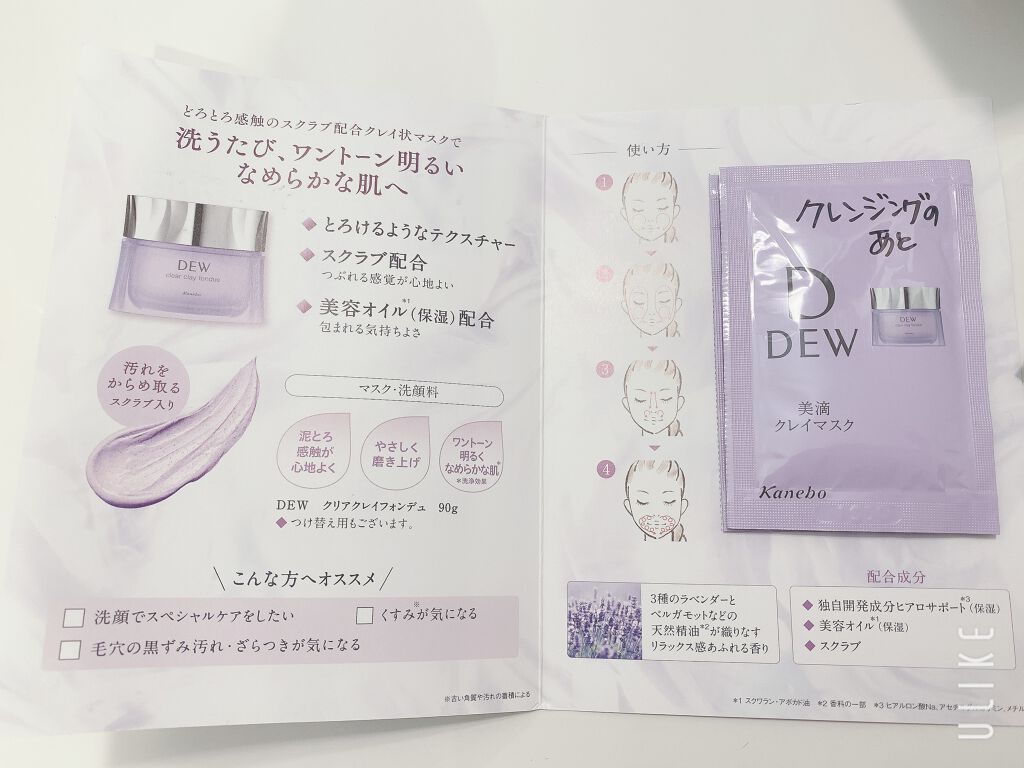 どろとろ感触のスクラブ配合クレイ状マスクで
洗うたび、ワントーン明るい
なめらかな肌へ
DEW
clear clay fondue
Kanebo
◆ とろけるようなテクスチャー
◆ スクラブ配合
つぶれる感覚が心地よい
◆ 美容オイル*1(保湿)配合
包まれる気持ちよさ
汚れを
からめ取る
スクラブ入り
マスク・洗顔料
泥とろ
感触が
心地よく
やさしく
磨き上げ
ワントーン
明るく
なめらかな肌*
*洗浄効果
DEW クリアクレイフォンデュ 90g
◆ つけ替え用もございます。
\ こんな方へオススメ /
□ 洗顔でスペシャルケアをしたい
□ くすみ※が気になる
□ 毛穴の黒ずみ汚れ・ざらつきが気になる
※古い角質や汚れの蓄積による
使い方
1
2
3
4
クレンジングの
あと
D
DEW
DEW
clear clay fondue
美滴
クレイマスク
Kanebo
3種のラベンダーと
ベルガモットなどの
天然精油*2が織りなす
リラックス感あふれる香り
配合成分
◆ 独自開発成分ヒアロサポート*3(保湿)
◆ 美容オイル*1(保湿)
◆ スクラブ
*1 スクワラン・アボカド油 *2 香料の一部 *3 ヒアルロン酸Na、アセチ
ULIKE